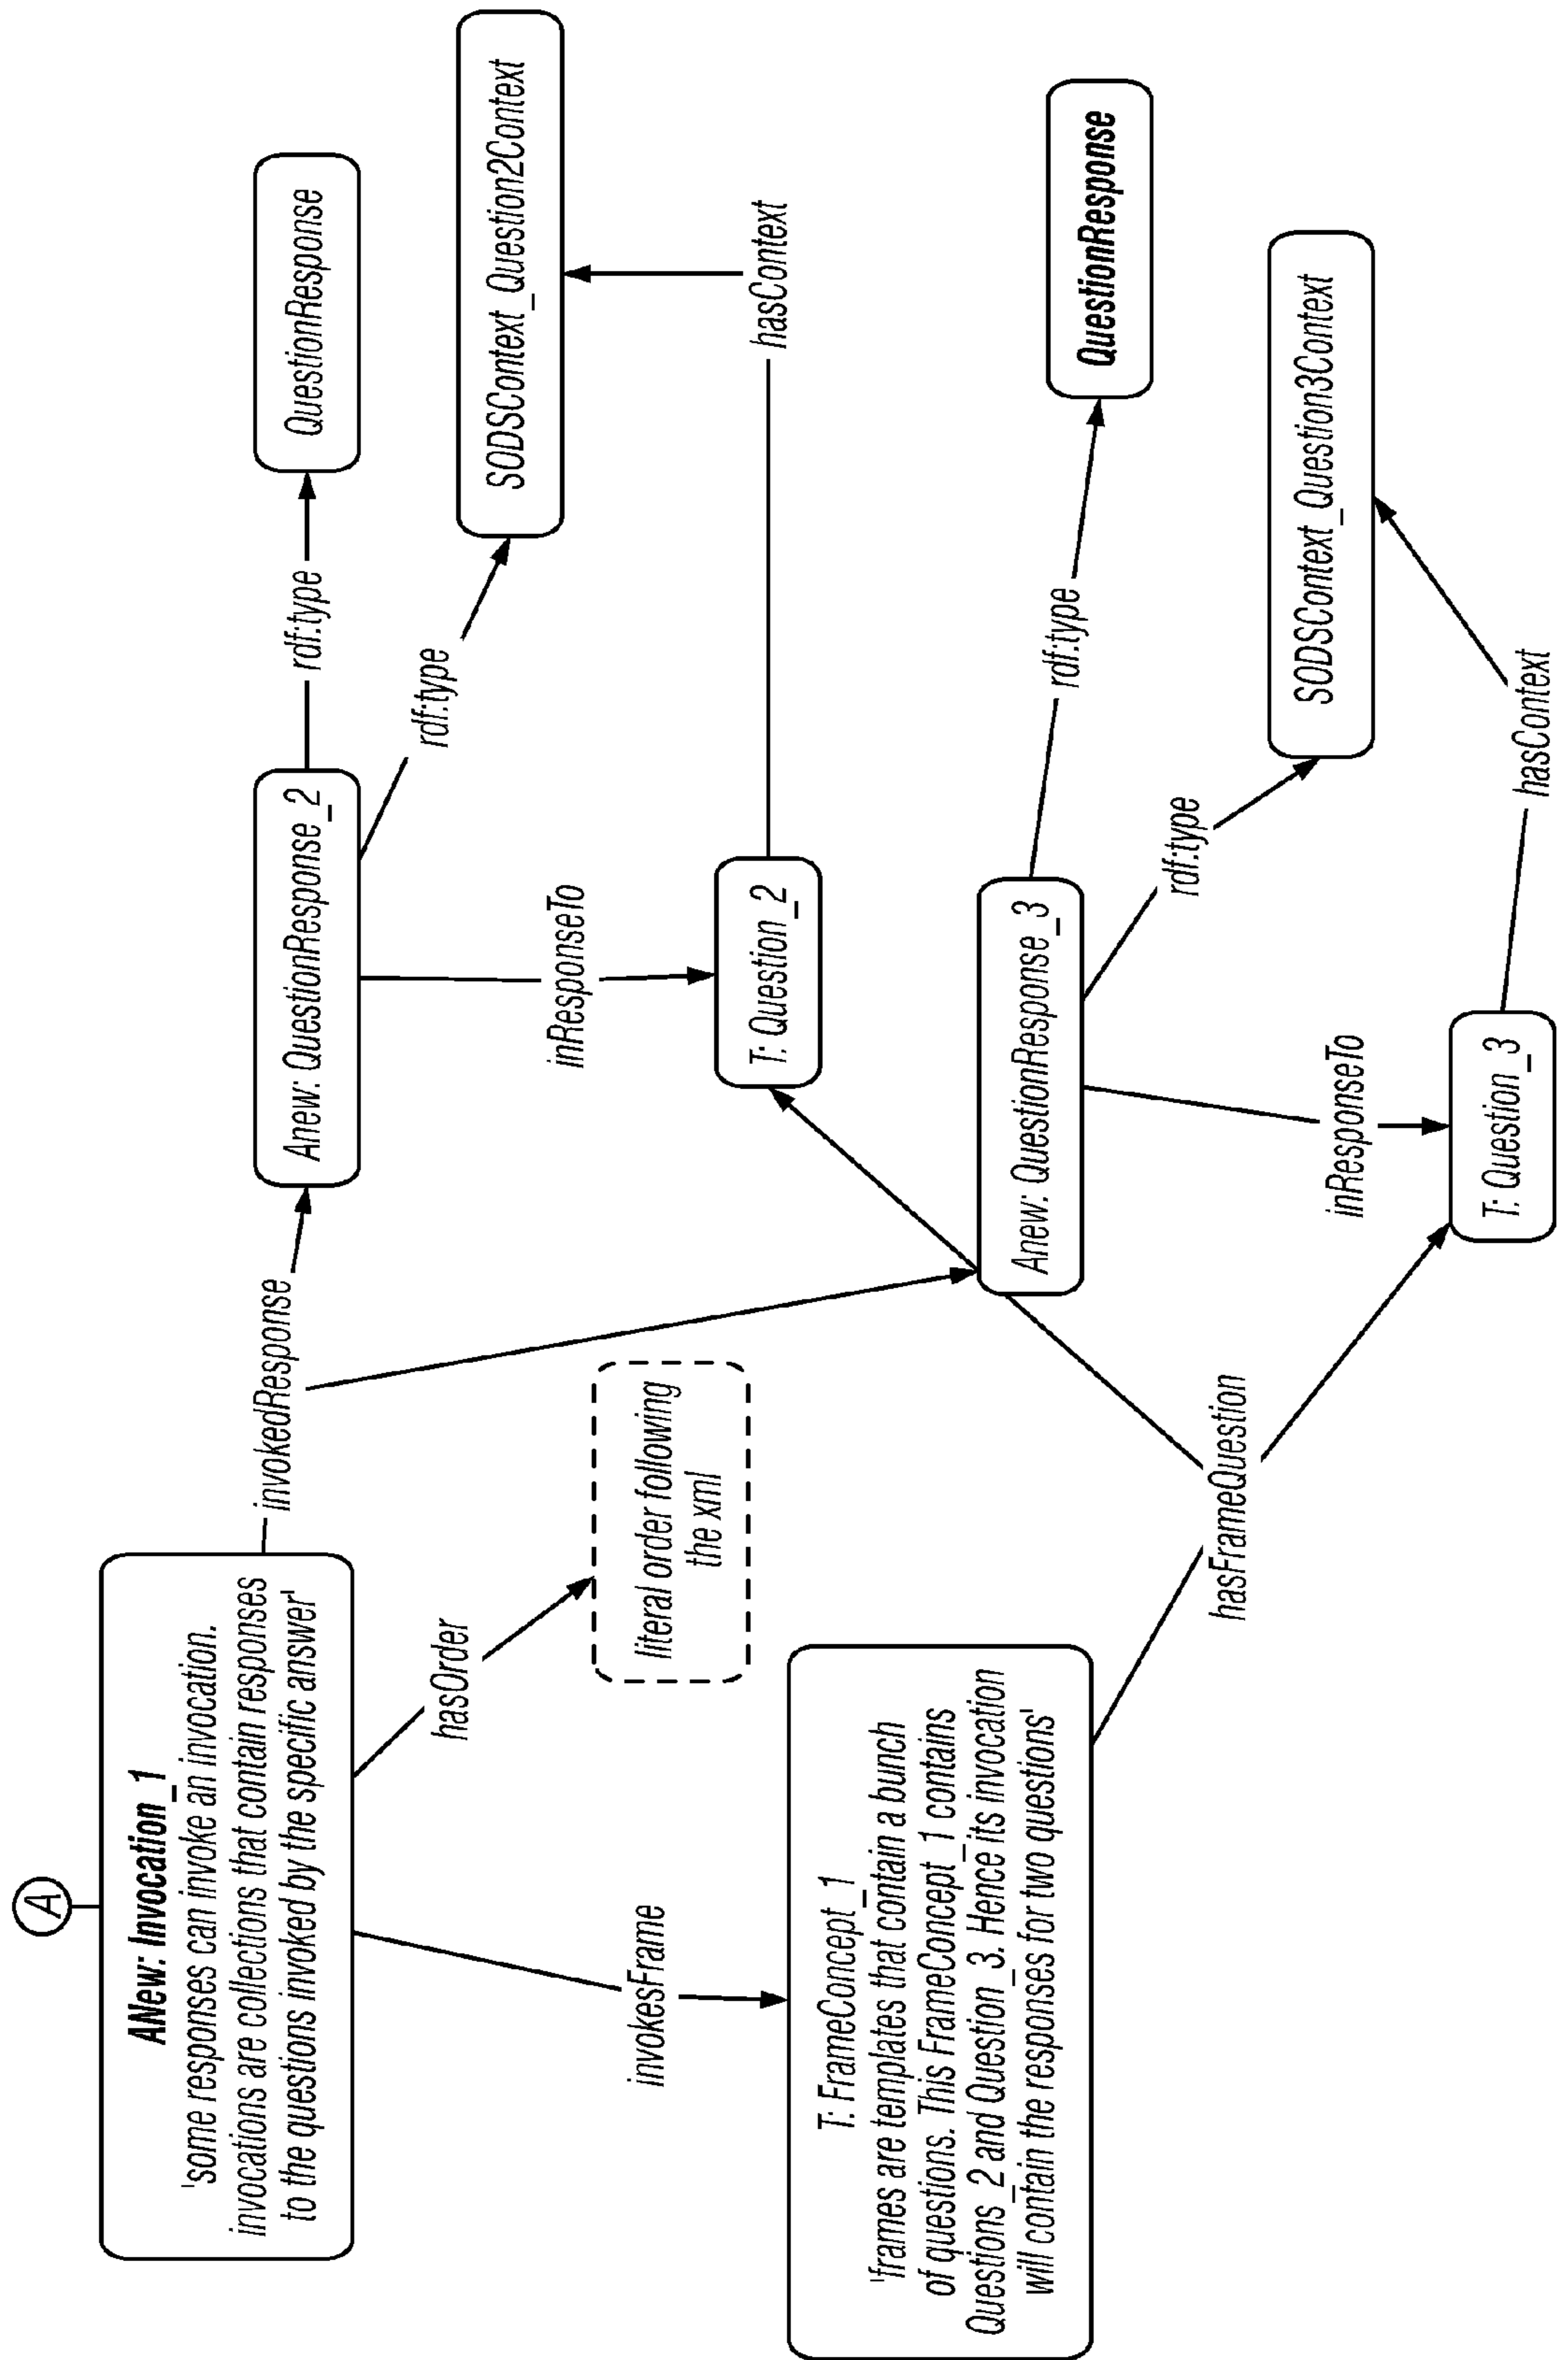 A
ANew: Invocation_1
'some responses can invoke an invocation.
invocations are collections that contain responses
to the questions invoked by the specific answer'
invokedResponse
Anew: QuestionResponse_2
rdf:type
QuestionResponse
rdf:type
SODSContext_Question2Context
hasOrder
literal order following
the xml
inResponseTo
T: Question_2
hasContext
invokesFrame
T: FrameConcept_1
'frames are templates that contain a bunch
of questions. This FrameConcept_1 contains
Questions_2 and Question_3. Hence its invocation
will contain the responses for two questions'
hasFrameQuestion
Anew: QuestionResponse_3
rdf:type
QuestionResponse
rdf:type
SODSContext_Question3Context
inResponseTo
T: Question_3
hasContext